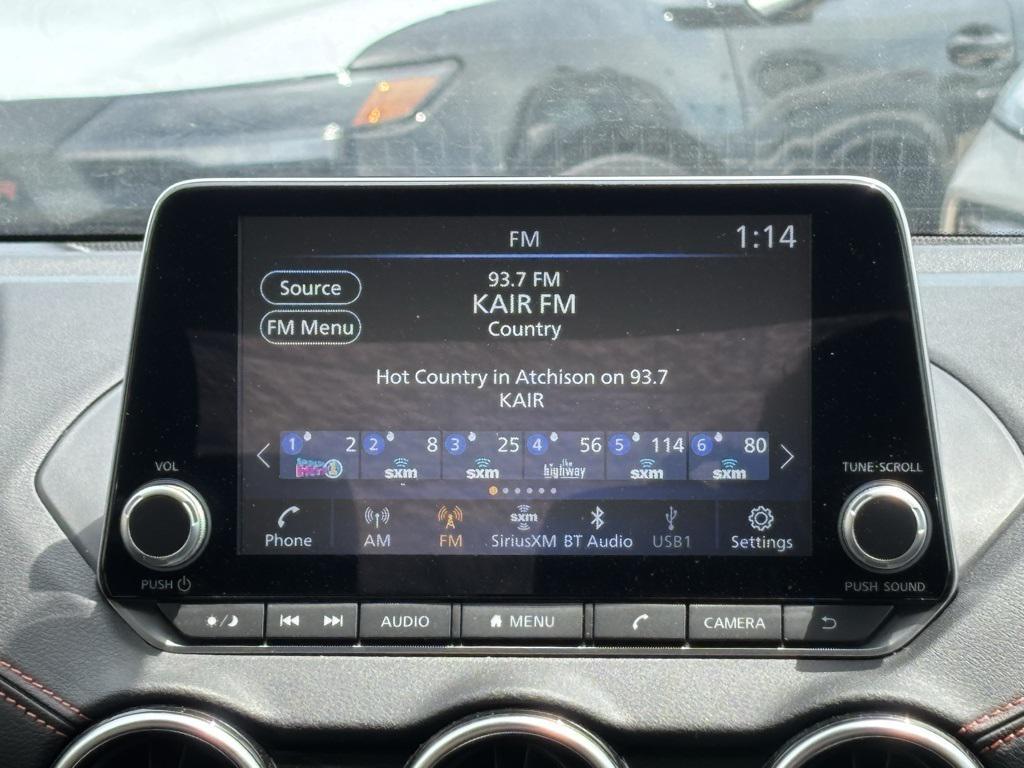 FM
1:14
Source
FM Menu
93.7 FM
KAIR FM
Country
Hot Country in Atchison on 93.7
KAIR
1 2
2 8 sxm
3 25 sxm
4 56 the highway
5 114 sxm
6 80 sxm
Phone
AM
FM
sxm
SiriusXM
BT Audio
USB1
Settings
VOL
PUSH
TUNE·SCROLL
PUSH SOUND
AUDIO
MENU
CAMERA